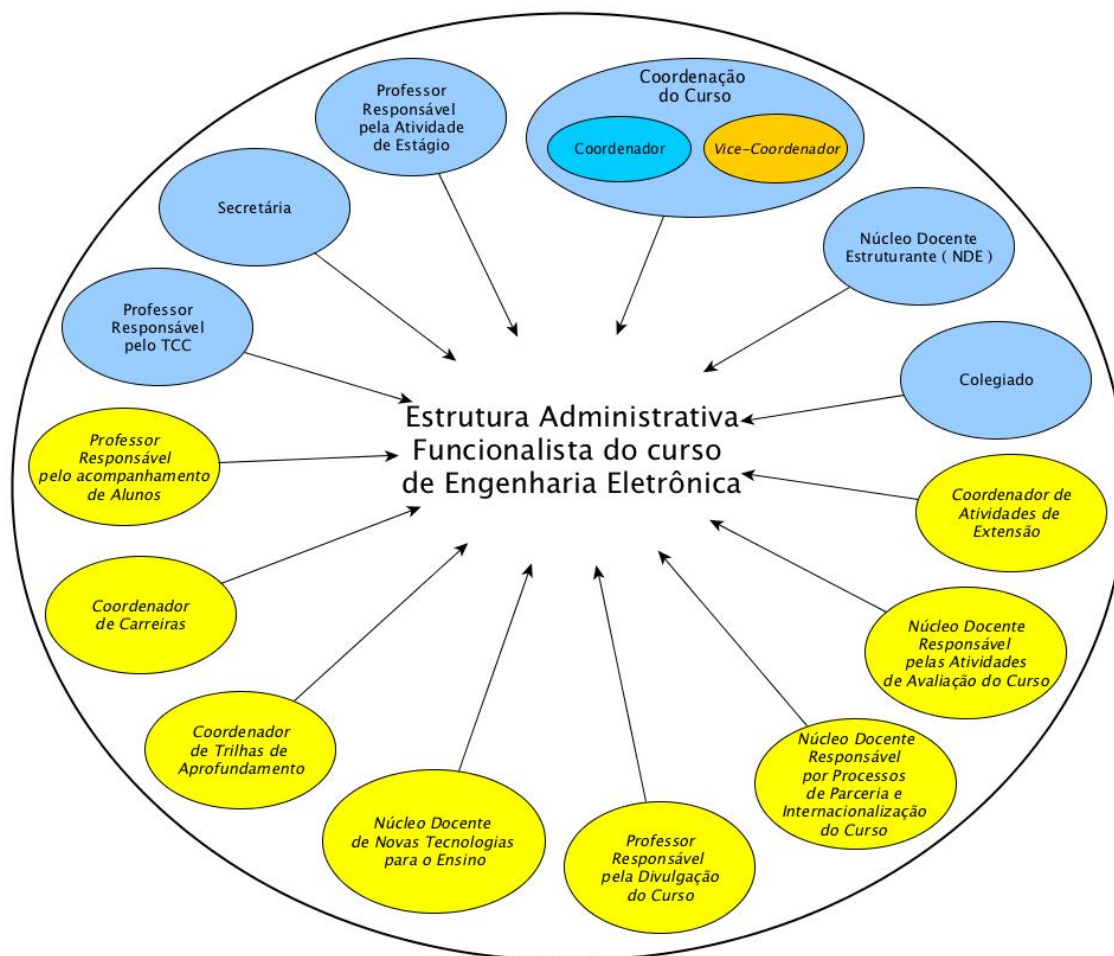 Professor
Responsável
pela Atividade
de Estágio
Coordenação
do Curso
Coordenador
Vice-Coordenador
Secretária
Núcleo Docente
Estruturante ( NDE )
Professor
Responsável
pelo TCC
Colegiado
Estrutura Administrativa
Funcionalista do curso
de Engenharia Eletrônica
Professor
Responsável
pelo acompanhamento
de Alunos
Coordenador de
Atividades de
Extensão
Coordenador
de Carreiras
Núcleo Docente
Responsável
pelas Atividades
de Avaliação do Curso
Coordenador
de Trilhas de
Aprofundamento
Núcleo Docente
Responsável
por Processos
de Parceria e
Internacionalização
do Curso
Núcleo Docente
de Novas Tecnologias
para o Ensino
Professor
Responsável
pela Divulgação
do Curso